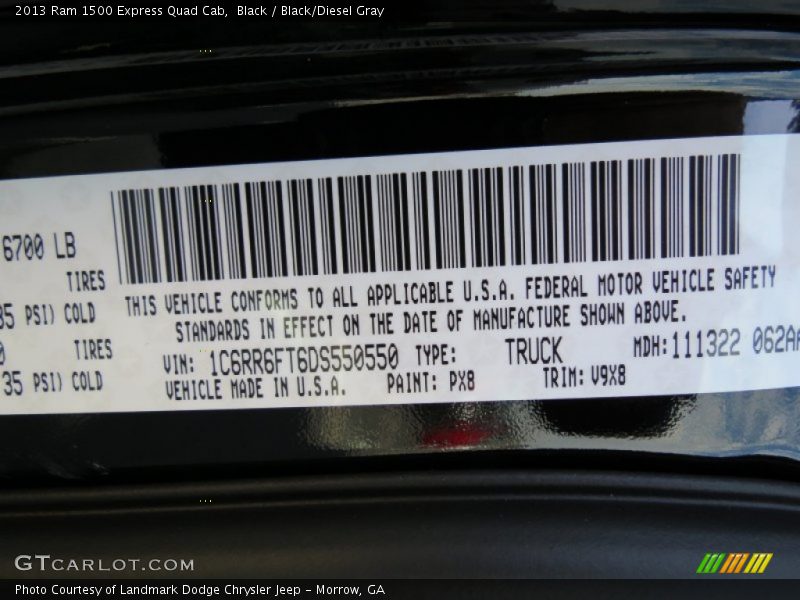 2013 Ram 1500 Express Quad Cab,  Black / Black/Diesel Gray
6700 LB
TIRES
35 PSI) COLD
TIRES
35 PSI) COLD
THIS VEHICLE CONFORMS TO ALL APPLICABLE U.S.A. FEDERAL MOTOR VEHICLE SAFETY
STANDARDS IN EFFECT ON THE DATE OF MANUFACTURE SHOWN ABOVE.
VIN: 1C6RR6FT6DS550550 TYPE: TRUCK MDH:111322 062AA
VEHICLE MADE IN U.S.A. PAINT: PX8 TRIM: V9X8
GTCARLOT.COM
Photo Courtesy of Landmark Dodge Chrysler Jeep – Morrow, GA